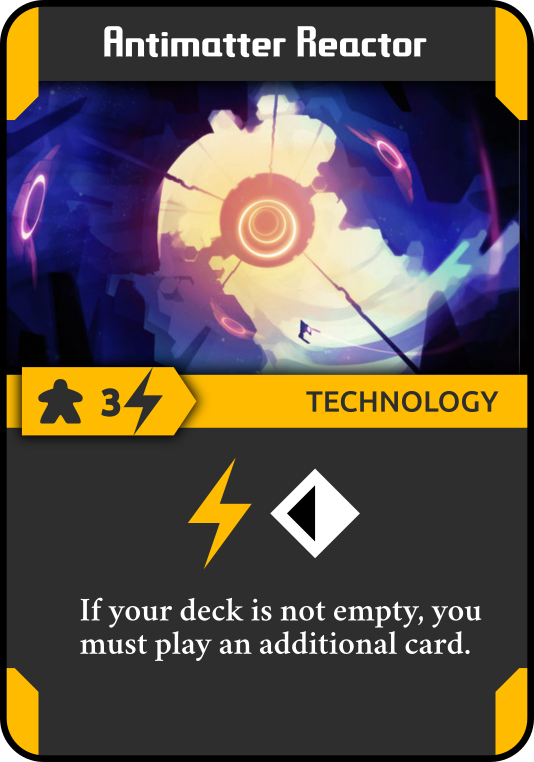 Antimatter Reactor
3
TECHNOLOGY
If your deck is not empty, you
must play an additional card.